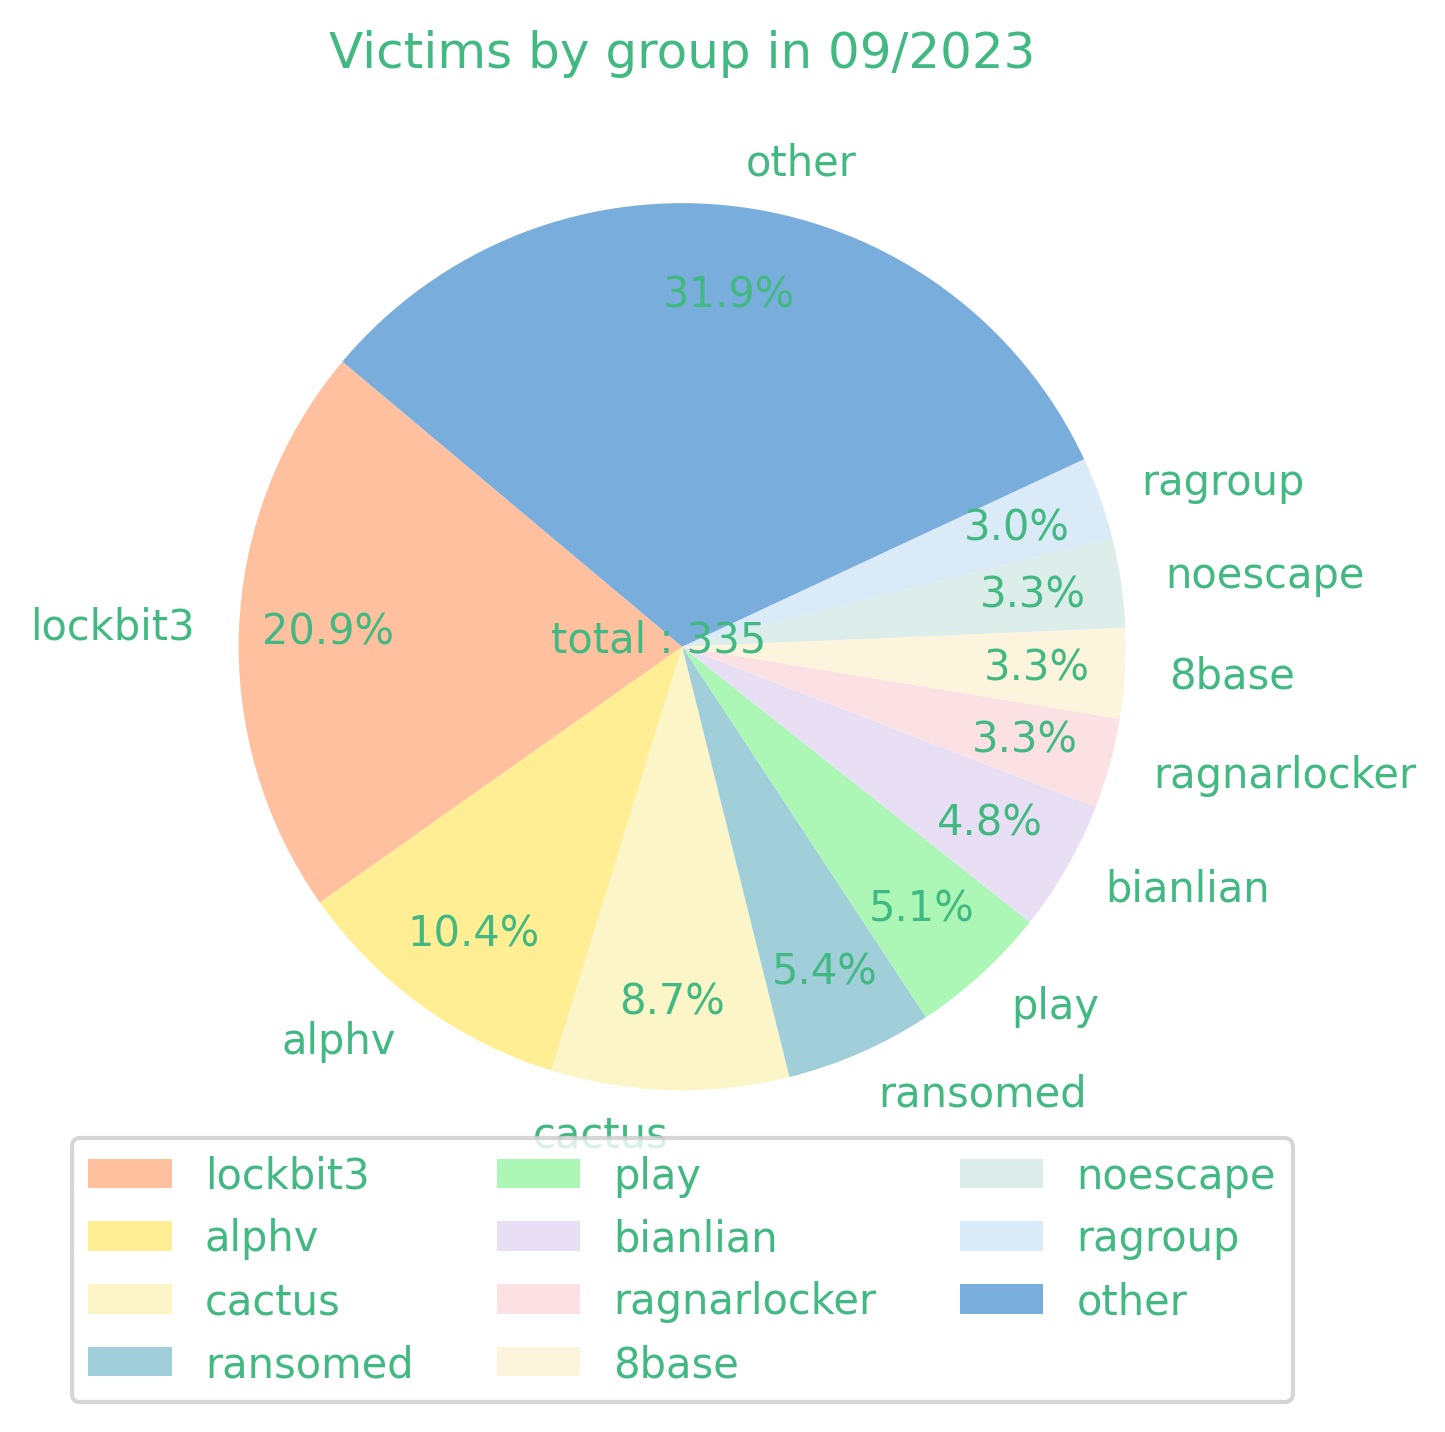 Victims by group in 09/2023
other
31.9%
ragroup
3.0%
noescape
3.3%
lockbit3
20.9%
total : 335
8base
3.3%
ragnarlocker
3.3%
bianlian
4.8%
play
5.1%
ransomed
5.4%
cactus
8.7%
alphv
10.4%
lockbit3
alphv
cactus
ransomed
play
bianlian
ragnarlocker
8base
noescape
ragroup
other